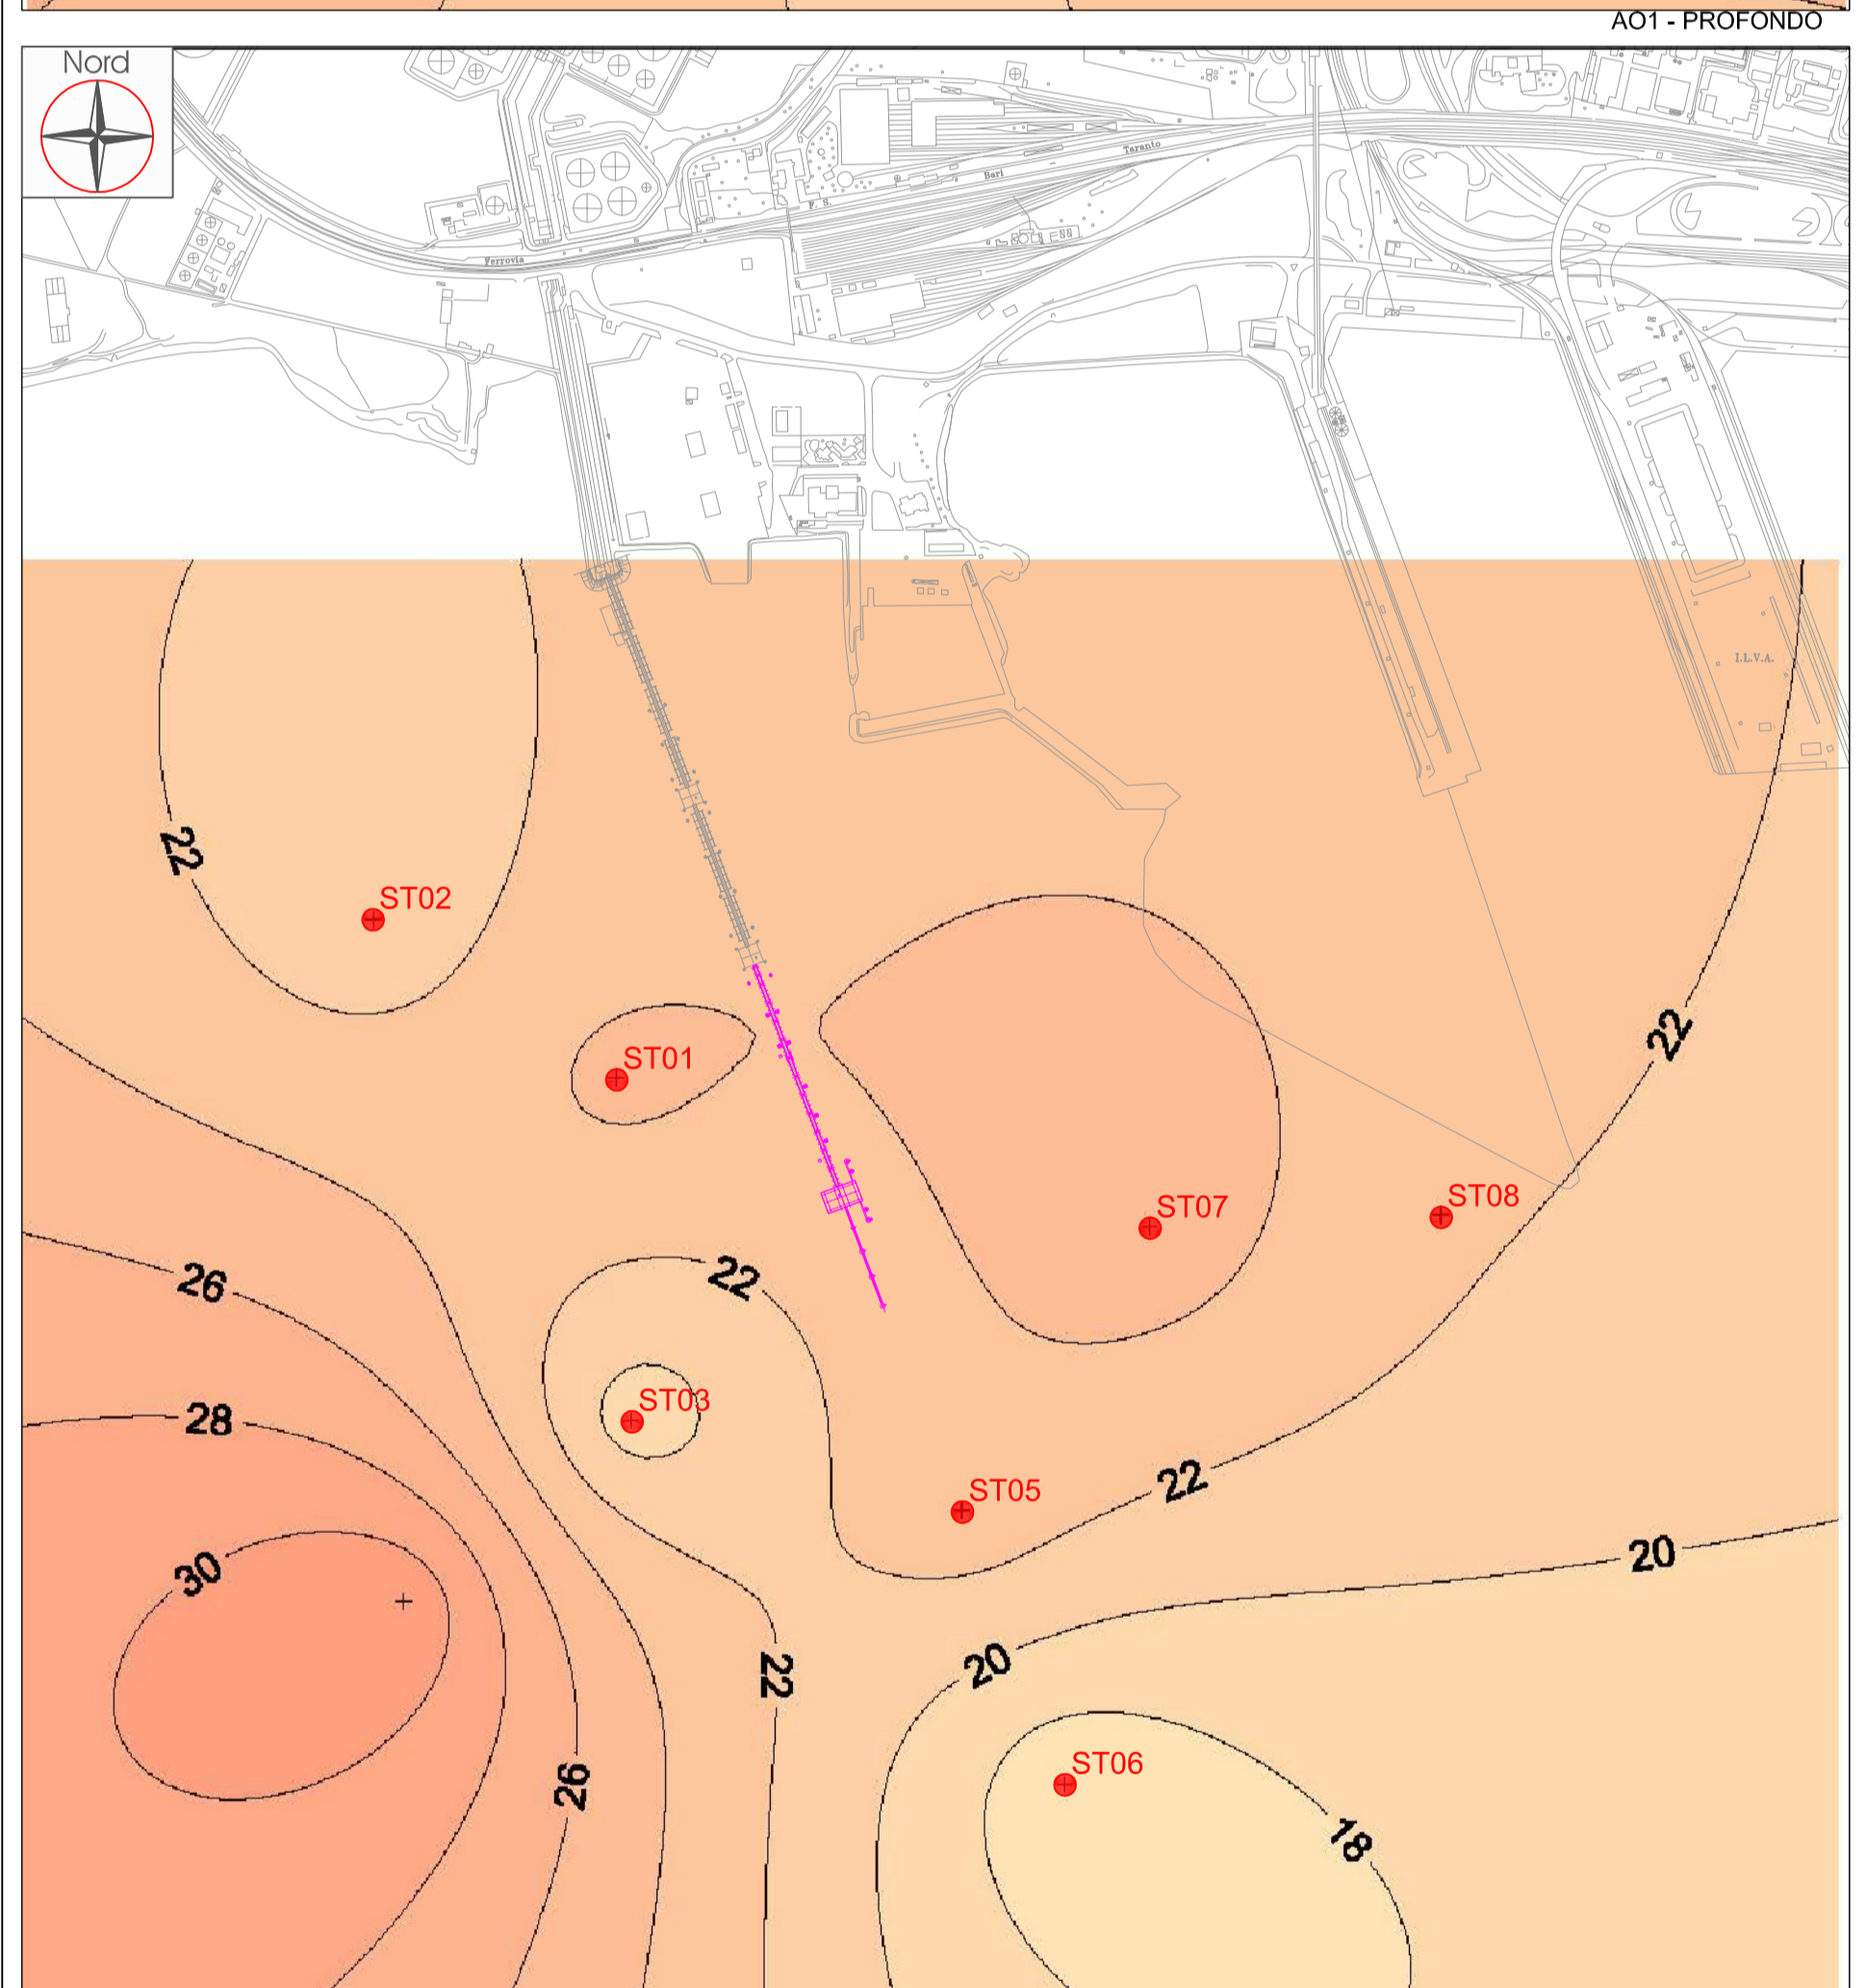 AO1 - PROFONDO
Nord
Taranto
Bari
F. S.
Ferrovia
I.L.V.A.
22
ST02
22
ST01
ST07
ST08
26
22
28
ST03
22
ST05
30
20
22
20
26
ST06
18